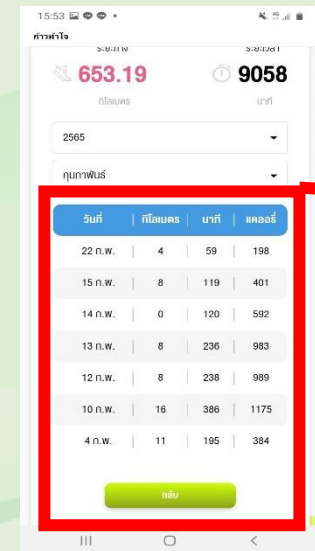 15:53
ก้าวท้าใจ
ระยะทาง ระยะเวลา
653.19 9058
กิโลเมตร นาที
2565
กุมภาพันธ์
วันที่ กิโลเมตร นาที แคลอรี่
22 ก.พ. 4 59 198
15 ก.พ. 8 119 401
14 ก.พ. 0 120 592
13 ก.พ. 8 236 983
12 ก.พ. 8 238 989
10 ก.พ. 16 386 1175
4 ก.พ. 11 195 384
กลับ